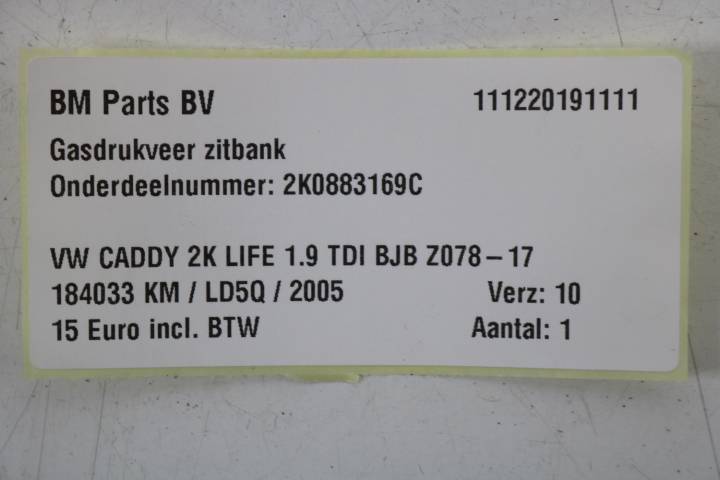 BM Parts BV 111220191111
Gasdrukveer zitbank
Onderdeelnummer: 2K0883169C
VW CADDY 2K LIFE 1.9 TDI BJB Z078-17
184033 KM / LD5Q / 2005 Verz: 10
15 Euro incl. BTW Aantal: 1